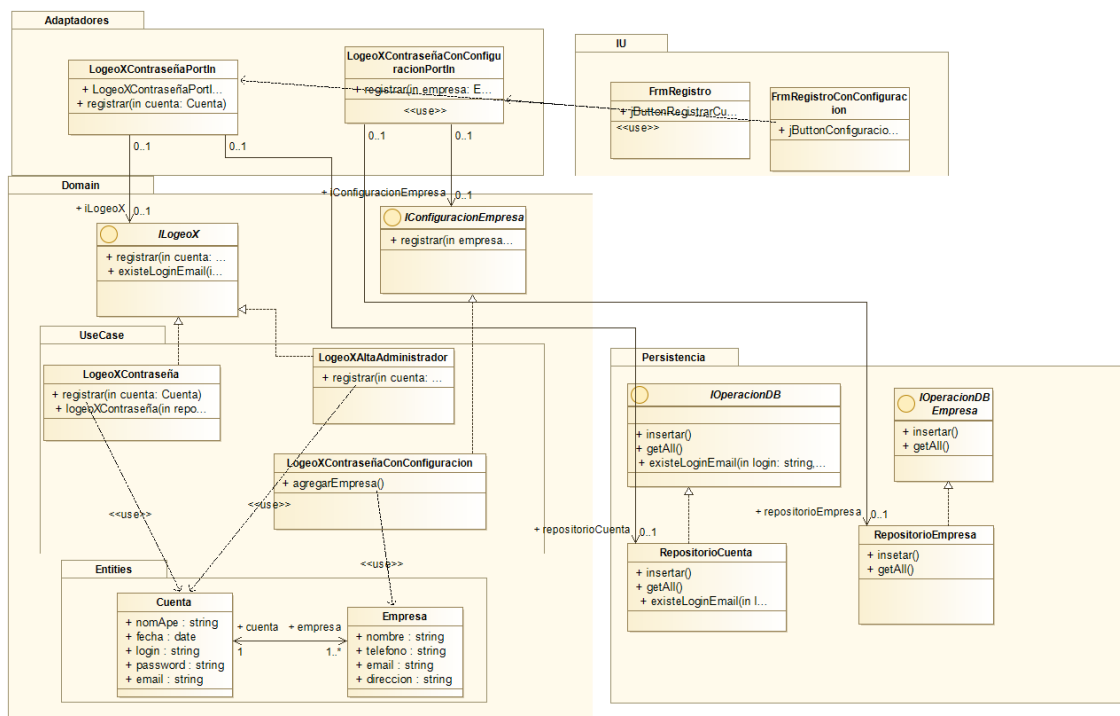 Adaptadores
LogeoXContraseñaPortIn
+ LogeoXContraseñaPortI...
+ registrar(in cuenta: Cuenta)
LogeoXContraseñaConConfigu
racionPortIn
+ registrar(in empresa: E...
<<use>>
0..1
0..1
0..1
0..1
IU
FrmRegistro
+ jButtonRegistrarCu...
<<use>>
FrmRegistroConConfigurac
ion
+ jButtonConfiguracio...
Domain
+ iLogeoX
0..1
+ iConfiguracionEmpresa
0..1
ILogeoX
+ registrar(in cuenta: ...
+ existeLoginEmail(i...
IConfiguracionEmpresa
+ registrar(in empresa...
UseCase
LogeoXContraseña
+ registrar(in cuenta: Cuenta)
+ logeoXContraseña(in repo...
LogeoXAltaAdministrador
+ registrar(in cuenta: ...
LogeoXContraseñaConConfiguracion
+ agregarEmpresa()
<<use>>
<<use>>
<<use>>
Persistencia
IOperacionDB
+ insertar()
+ getAll()
+ existeLoginEmail(in login: string,...
IOperacionDB
Empresa
+ insertar()
+ getAll()
+ repositorioCuenta
0..1
+ repositorioEmpresa
0..1
RepositorioCuenta
+ insertar()
+ getAll()
+ existeLoginEmail(in l...
RepositorioEmpresa
+ insetar()
+ getAll()
Entities
Cuenta
+ nomApe : string
+ fecha : date
+ login : string
+ password : string
+ email : string
+ cuenta
1
+ empresa
1..*
Empresa
+ nombre : string
+ telefono : string
+ email : string
+ direccion : string